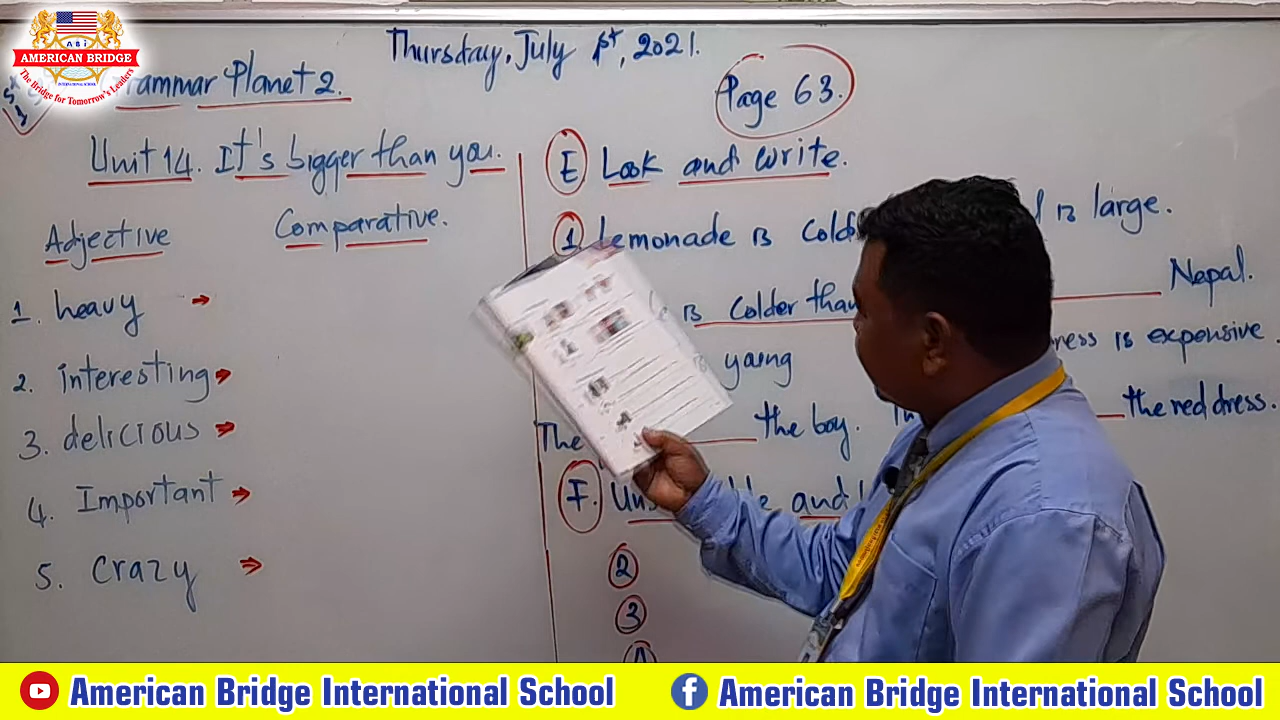 A B i
AMERICAN BRIDGE
INTERNATIONAL SCHOOL
The Bridge for Tomorrow's Leaders
Thursday, July 1st, 2021.
Grammar Planet 2.
Page 63.
Unit 14. It's bigger than you.
Adjective
Comparative.
1. heavy
2. interesting
3. delicious
4. Important
5. crazy
E Look and write.
1 Lemonade is is large.
is colder than Nepal.
young is expensive.
The the boy. the red dress.
F. and
2
3
American Bridge International School
American Bridge International School